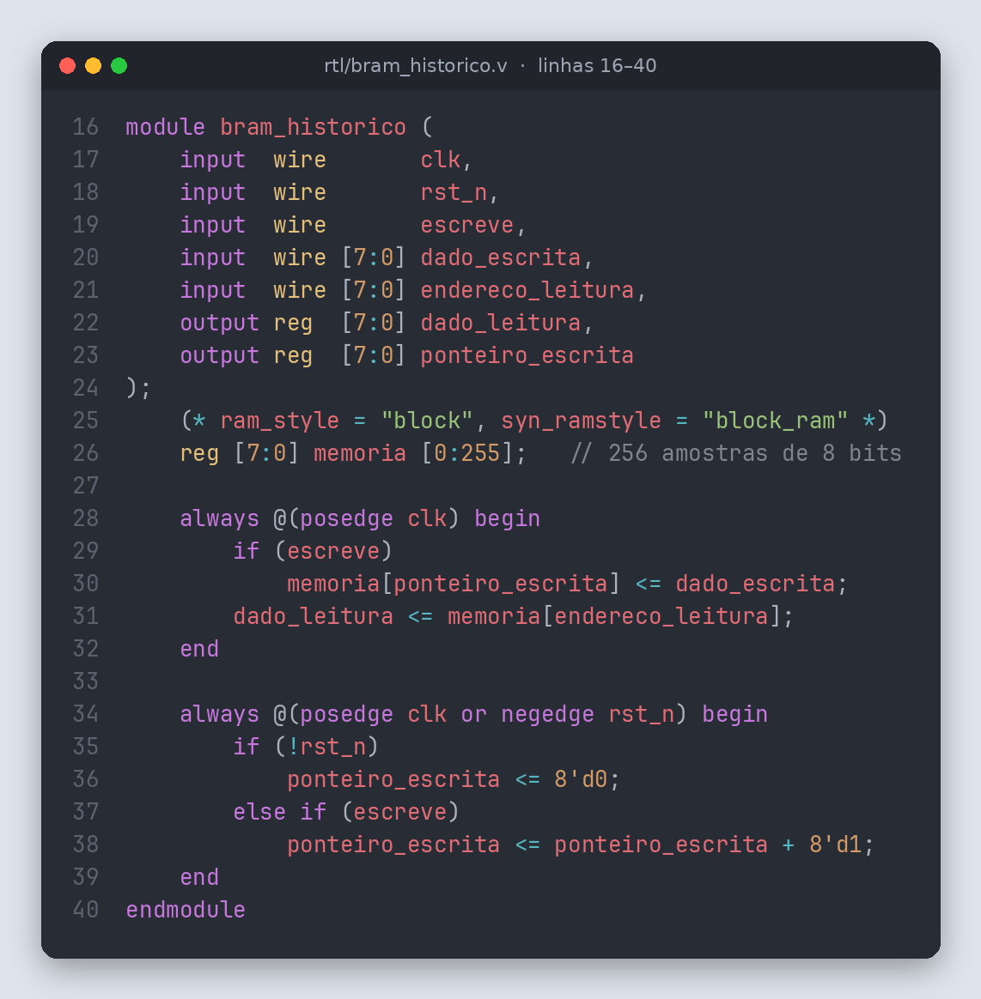 rtl/bram_historico.v · linhas 16–40
16 module bram_historico (
17     input  wire       clk,
18     input  wire       rst_n,
19     input  wire       escreve,
20     input  wire [7:0] dado_escrita,
21     input  wire [7:0] endereco_leitura,
22     output reg  [7:0] dado_leitura,
23     output reg  [7:0] ponteiro_escrita
24 );
25     (* ram_style = "block", syn_ramstyle = "block_ram" *)
26     reg [7:0] memoria [0:255];   // 256 amostras de 8 bits
27
28     always @(posedge clk) begin
29         if (escreve)
30             memoria[ponteiro_escrita] <= dado_escrita;
31         dado_leitura <= memoria[endereco_leitura];
32     end
33
34     always @(posedge clk or negedge rst_n) begin
35         if (!rst_n)
36             ponteiro_escrita <= 8'd0;
37         else if (escreve)
38             ponteiro_escrita <= ponteiro_escrita + 8'd1;
39     end
40 endmodule